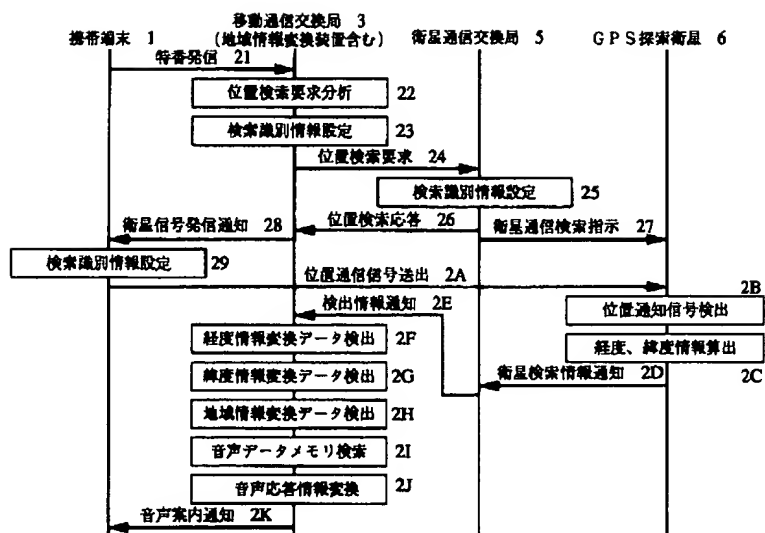 移動通信交換局 3
携帯端末 1
(地域情報変換装置含む)
衛星通信交換局 5
GPS探索衛星 6
特番発信 21
位置検索要求分析 22
検索識別情報設定 23
位置検索要求 24
検索識別情報設定 25
衛星信号発信通知 28
位置検索応答 26
衛星通信検索指示 27
検索識別情報設定 29
位置通信信号送出 2A
2B
検出情報通知 2E
位置通知信号検出
経度情報変換データ検出 2F
経度、緯度情報算出
緯度情報変換データ検出 2G
衛星検索情報通知 2D
2C
地域情報変換データ検出 2H
音声データメモリ検索 2I
音声応答情報変換 2J
音声案内通知 2K